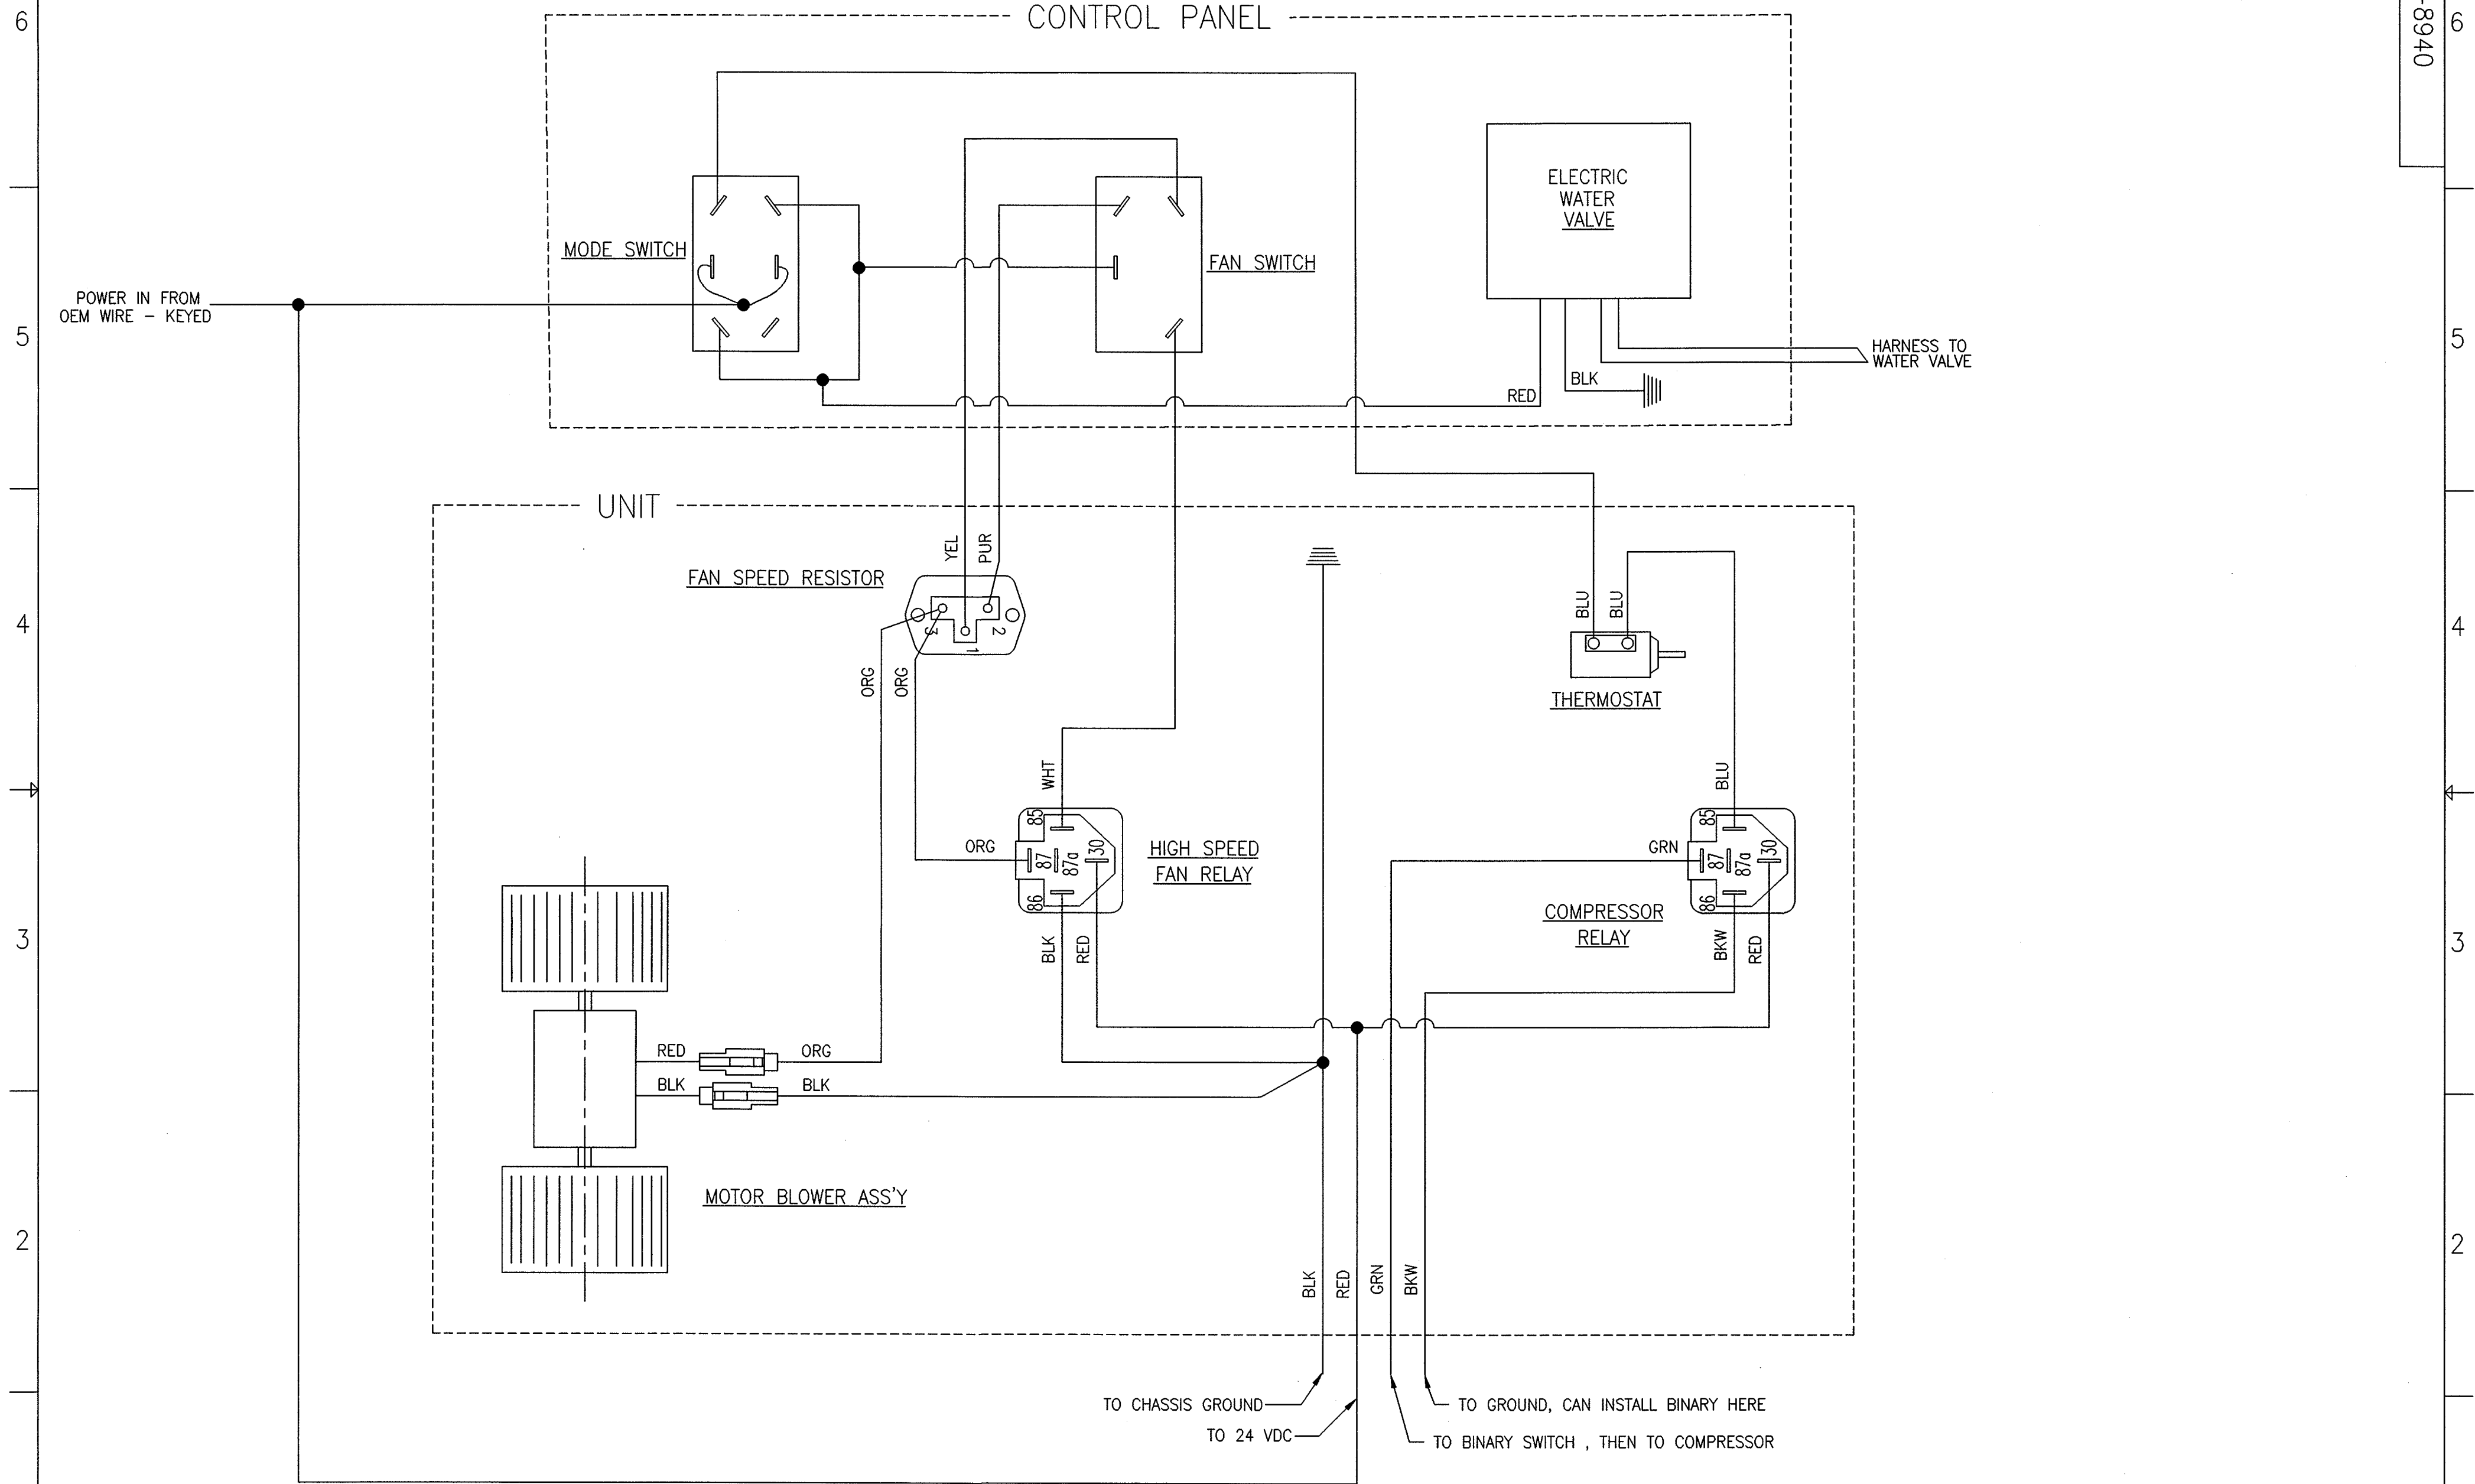 6
CONTROL PANEL
-8940
6
ELECTRIC
WATER
VALVE
MODE SWITCH
FAN SWITCH
POWER IN FROM
OEM WIRE – KEYED
5
5
HARNESS TO
WATER VALVE
BLK
RED
UNIT
YEL
PUR
FAN SPEED RESISTOR
3
2
1
BLU
BLU
4
4
ORG
ORG
THERMOSTAT
WHT
BLU
85
85
ORG
87
87a
30
HIGH SPEED
FAN RELAY
GRN
87
87a
30
86
86
COMPRESSOR
RELAY
3
3
BLK
RED
BKW
RED
RED
ORG
BLK
BLK
MOTOR BLOWER ASS'Y
2
2
BLK
RED
GRN
BKW
TO CHASSIS GROUND
TO GROUND, CAN INSTALL BINARY HERE
TO 24 VDC
TO BINARY SWITCH , THEN TO COMPRESSOR